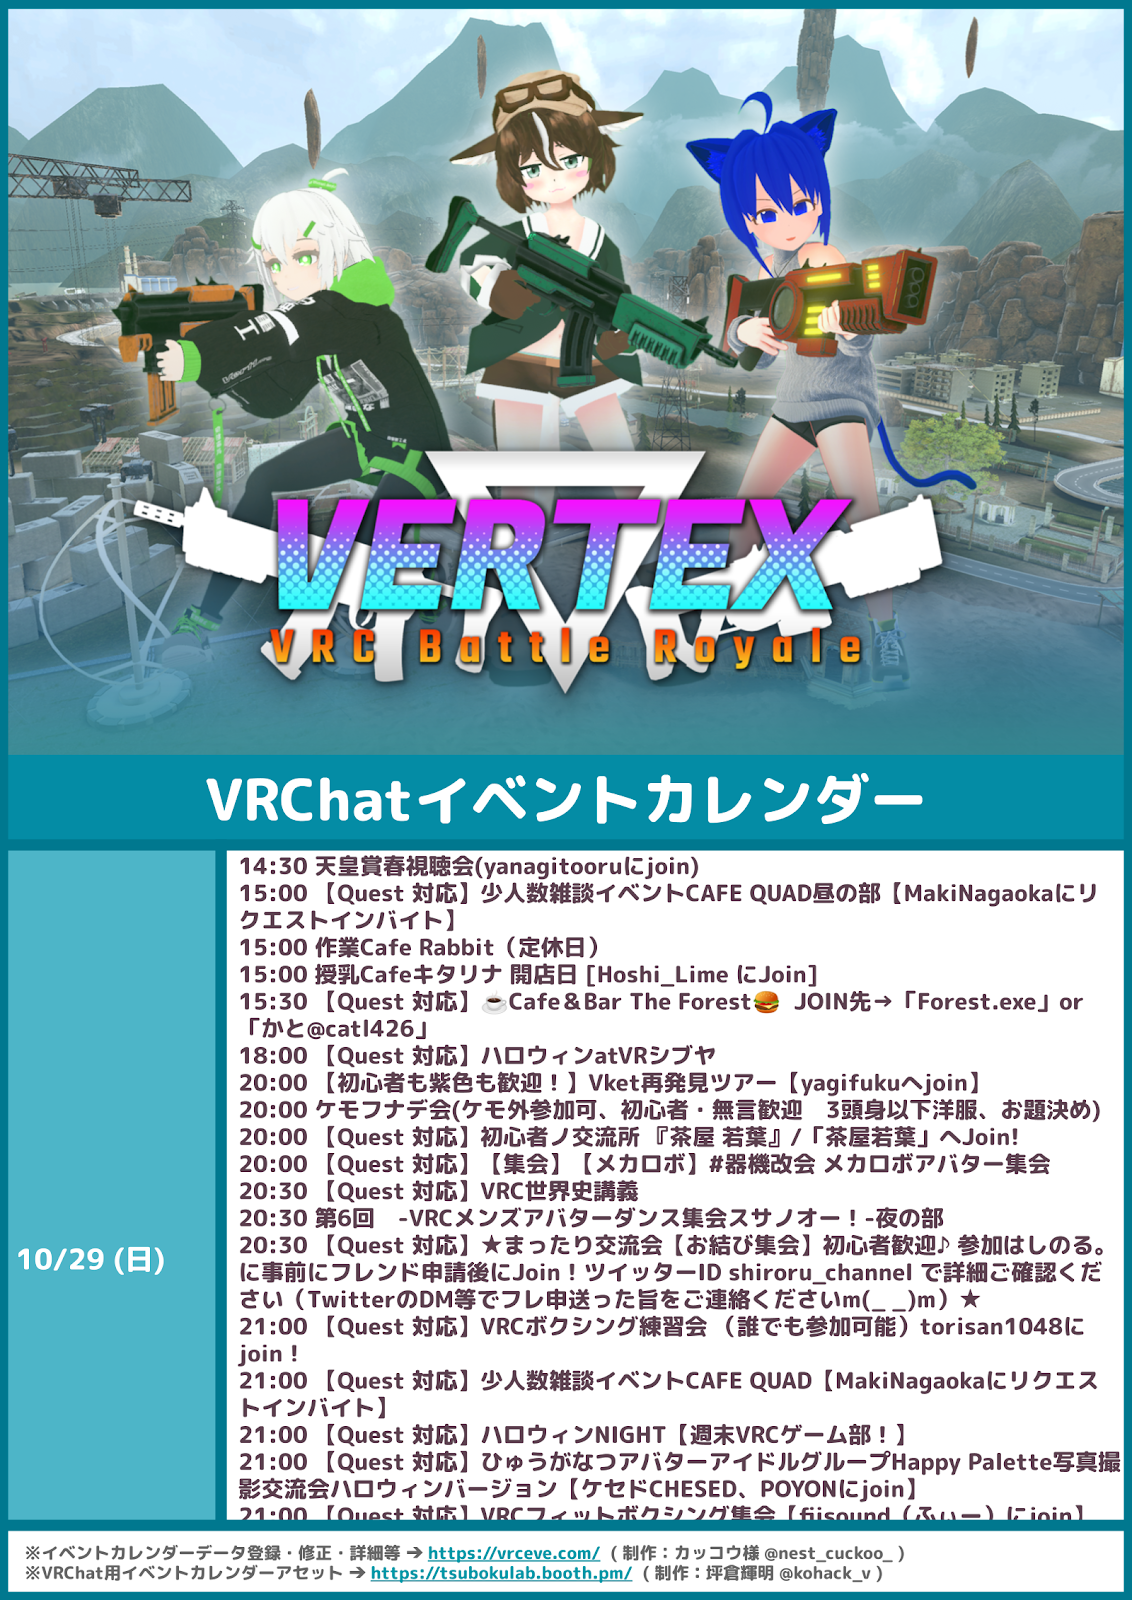 VERTEX
VRC Battle Royale
VRChatイベントカレンダー
10/29 (日)
14:30 天皇賞春視聴会(yanagitooruにjoin)
15:00 【Quest 対応】少人数雑談イベントCAFE QUAD昼の部【MakiNagaokaにリ
クエストインバイト】
15:00 作業Cafe Rabbit（定休日）
15:00 授乳Cafeキタリナ 開店日 [Hoshi_Lime にJoin]
15:30 【Quest 対応】☕Cafe＆Bar The Forest🍔 JOIN先→「Forest.exe」or
「かと@catl426」
18:00 【Quest 対応】ハロウィンatVRシブヤ
20:00 【初心者も紫色も歓迎！】Vket再発見ツアー【yagifukuへjoin】
20:00 ケモフナデ会(ケモ外参加可、初心者・無言歓迎　3頭身以下洋服、お題決め)
20:00 【Quest 対応】初心者ノ交流所 『茶屋 若葉』/「茶屋若葉」へJoin!
20:00 【Quest 対応】【集会】【メカロボ】#器機改会 メカロボアバター集会
20:30 【Quest 対応】VRC世界史講義
20:30 第6回　-VRCメンズアバターダンス集会スサノオー！-夜の部
20:30 【Quest 対応】★まったり交流会【お結び集会】初心者歓迎♪ 参加はしのる。
に事前にフレンド申請後にJoin！ツイッターID shiroru_channel で詳細ご確認くだ
さい（TwitterのDM等でフレ申送った旨をご連絡くださいm(_ _)m）★
21:00 【Quest 対応】VRCボクシング練習会 （誰でも参加可能）torisan1048に
join！
21:00 【Quest 対応】少人数雑談イベントCAFE QUAD【MakiNagaokaにリクエス
トインバイト】
21:00 【Quest 対応】ハロウィンNIGHT【週末VRCゲーム部！】
21:00 【Quest 対応】ひゅうがなつアバターアイドルグループHappy Palette写真撮
影交流会ハロウィンバージョン【ケセドCHESED、POYONにjoin】
21:00 【Quest 対応】VRCフィットボクシング集会【fijsound（ふぃー）にjoin】
※イベントカレンダーデータ登録・修正・詳細等 → https://vrceve.com/ （制作：カッコウ様 @nest_cuckoo_ ）
※VRChat用イベントカレンダーアセット → https://tsubokulab.booth.pm/ （制作：坪倉輝明 @kohack_v ）